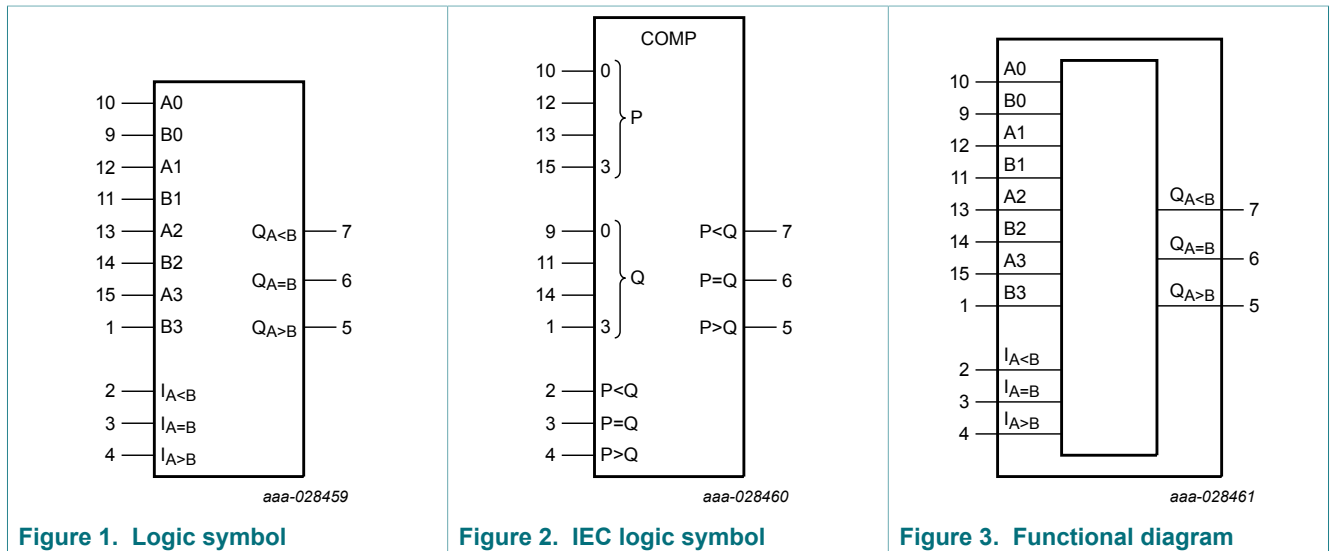 10 A0
9 B0
12 A1
11 B1
13 A2
14 B2
15 A3
1 B3
2 IA<B
3 IA=B
4 IA>B
QA<B 7
QA=B 6
QA>B 5
aaa-028459
Figure 1. Logic symbol
COMP
10 0
12
13
15 3
P
9 0
11
14
1 3
Q
2 P<Q
3 P=Q
4 P>Q
P<Q 7
P=Q 6
P>Q 5
aaa-028460
Figure 2. IEC logic symbol
10 A0
9 B0
12 A1
11 B1
13 A2
14 B2
15 A3
1 B3
2 IA<B
3 IA=B
4 IA>B
QA<B 7
QA=B 6
QA>B 5
aaa-028461
Figure 3. Functional diagram